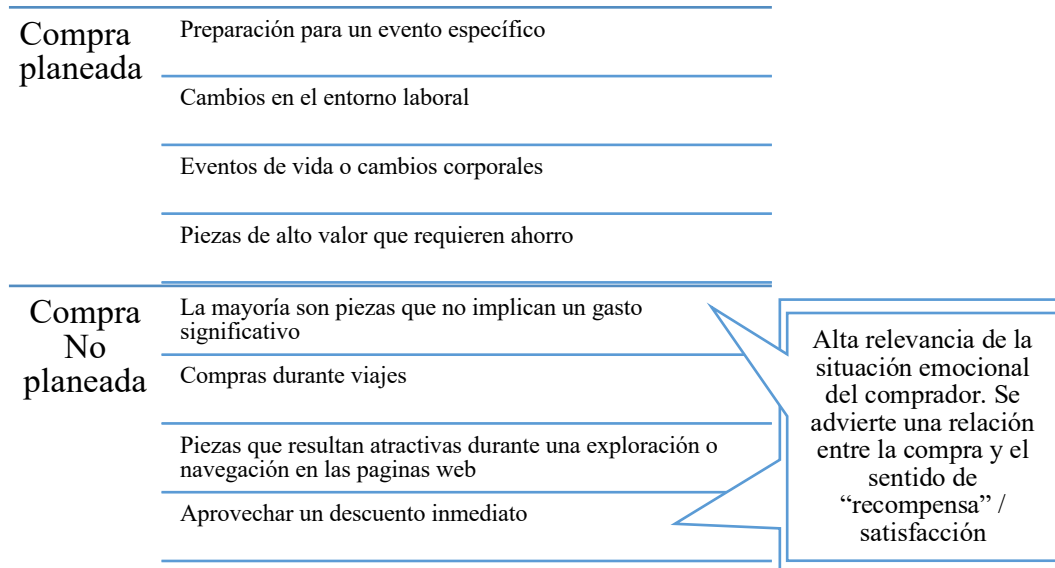 Compra
planeada
Preparación para un evento específico
Cambios en el entorno laboral
Eventos de vida o cambios corporales
Piezas de alto valor que requieren ahorro
Compra
No
planeada
La mayoría son piezas que no implican un gasto
significativo
Compras durante viajes
Piezas que resultan atractivas durante una exploración o
navegación en las paginas web
Aprovechar un descuento inmediato
Alta relevancia de la
situación emocional
del comprador. Se
advierte una relación
entre la compra y el
sentido de
“recompensa” /
satisfacción